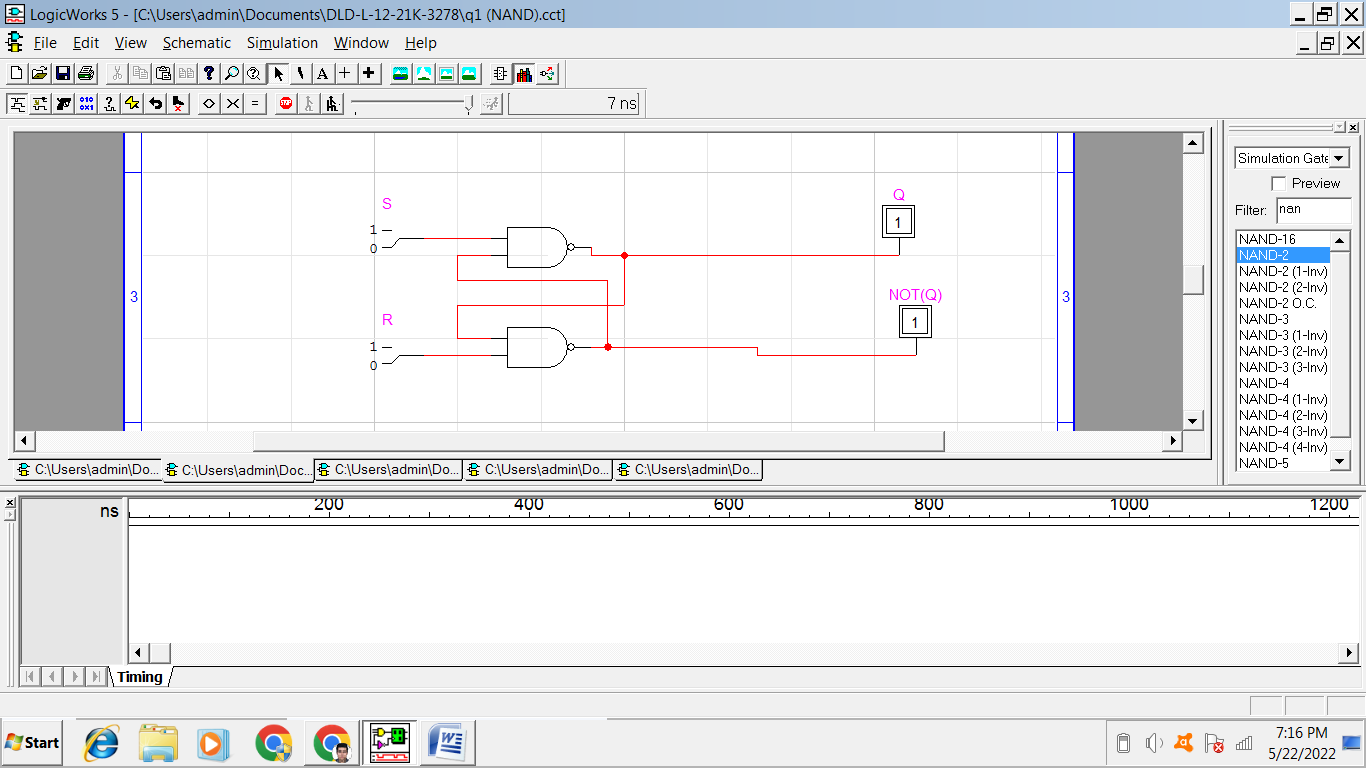 LogicWorks 5 - [C:\Users\admin\Documents\DLD-L-12-21K-3278\q1 (NAND).cct]
File Edit View Schematic Simulation Window Help
7 ns
S
1
0
R
1
0
Q
1
NOT(Q)
1
3
3
Simulation Gate
Preview
Filter: nan
NAND-16
NAND-2
NAND-2 (1-Inv)
NAND-2 (2-Inv)
NAND-2 O.C.
NAND-3
NAND-3 (1-Inv)
NAND-3 (2-Inv)
NAND-3 (3-Inv)
NAND-4
NAND-4 (1-Inv)
NAND-4 (2-Inv)
NAND-4 (3-Inv)
NAND-4 (4-Inv)
NAND-5
C:\Users\admin\Do... C:\Users\admin\Doc... C:\Users\admin\Do... C:\Users\admin\Do... C:\Users\admin\Do...
ns 200 400 600 800 1000 1200
Timing
Start
7:16 PM
5/22/2022